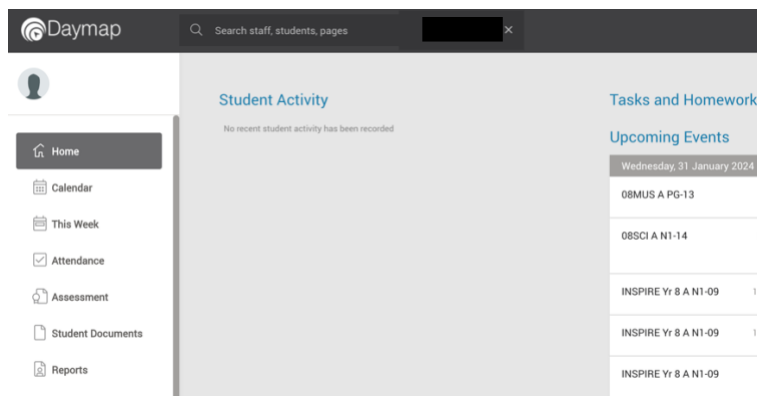 Daymap
Search staff, students, pages
×
Home
Calendar
This Week
Attendance
Assessment
Student Documents
Reports
Student Activity
No recent student activity has been recorded
Tasks and Homework
Upcoming Events
Wednesday, 31 January 2024
08MUS A PG-13
08SCI A N1-14
INSPIRE Yr 8 A N1-09 1
INSPIRE Yr 8 A N1-09 1
INSPIRE Yr 8 A N1-09